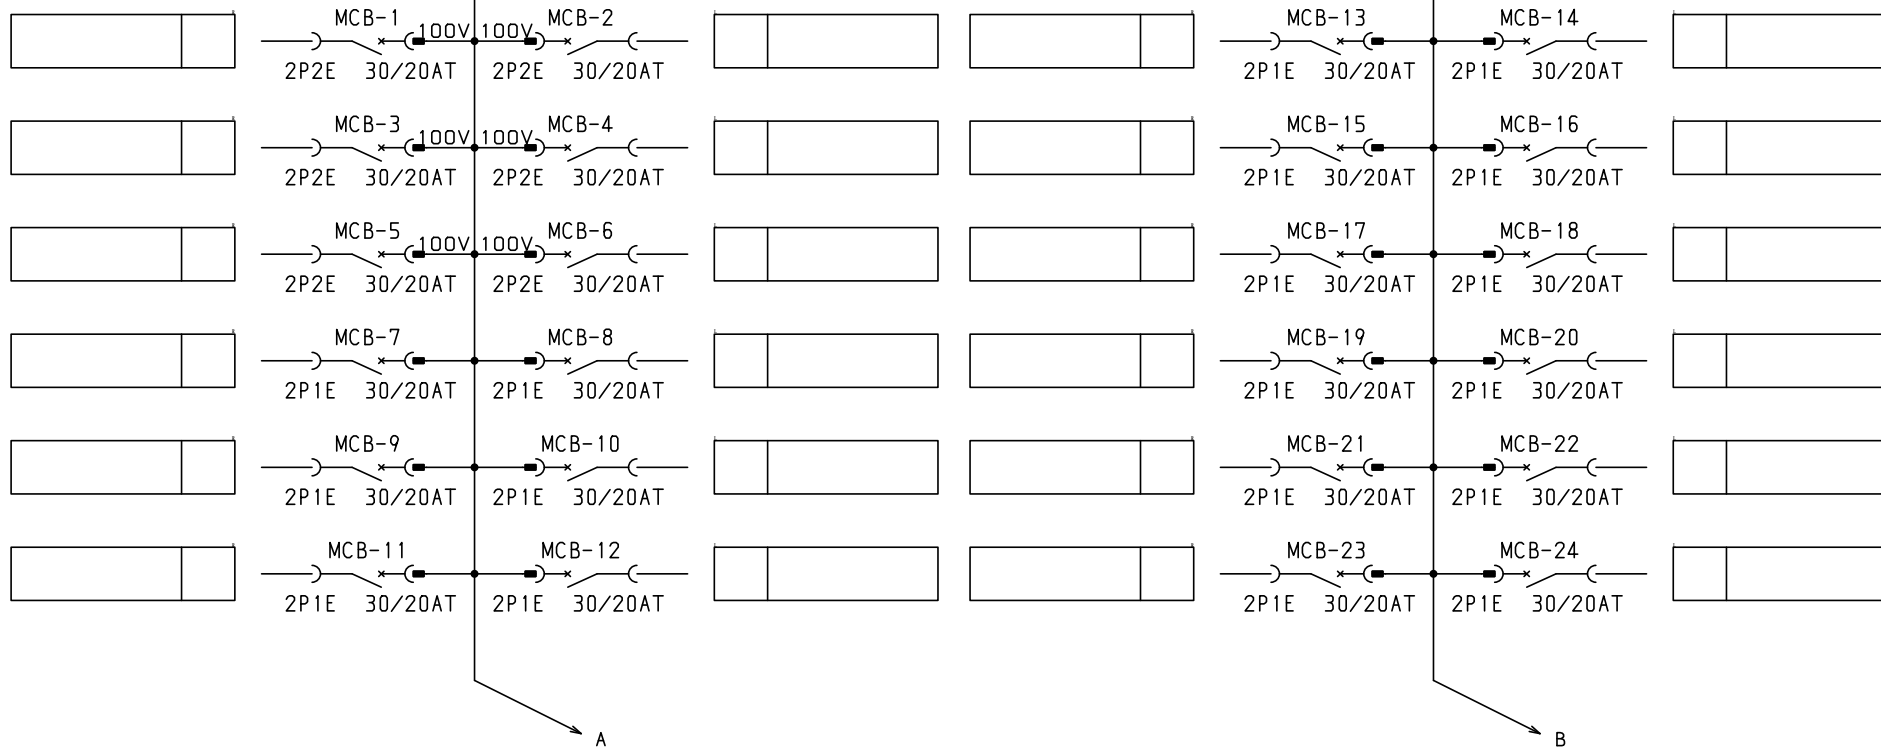 MCB-1 100V 100V MCB-2 MCB-13 MCB-14
2P2E 30/20AT 2P2E 30/20AT 2P1E 30/20AT 2P1E 30/20AT
MCB-3 100V 100V MCB-4 MCB-15 MCB-16
2P2E 30/20AT 2P2E 30/20AT 2P1E 30/20AT 2P1E 30/20AT
MCB-5 100V 100V MCB-6 MCB-17 MCB-18
2P2E 30/20AT 2P2E 30/20AT 2P1E 30/20AT 2P1E 30/20AT
MCB-7 MCB-8 MCB-19 MCB-20
2P1E 30/20AT 2P1E 30/20AT 2P1E 30/20AT 2P1E 30/20AT
MCB-9 MCB-10 MCB-21 MCB-22
2P1E 30/20AT 2P1E 30/20AT 2P1E 30/20AT 2P1E 30/20AT
MCB-11 MCB-12 MCB-23 MCB-24
2P1E 30/20AT 2P1E 30/20AT 2P1E 30/20AT 2P1E 30/20AT
A B